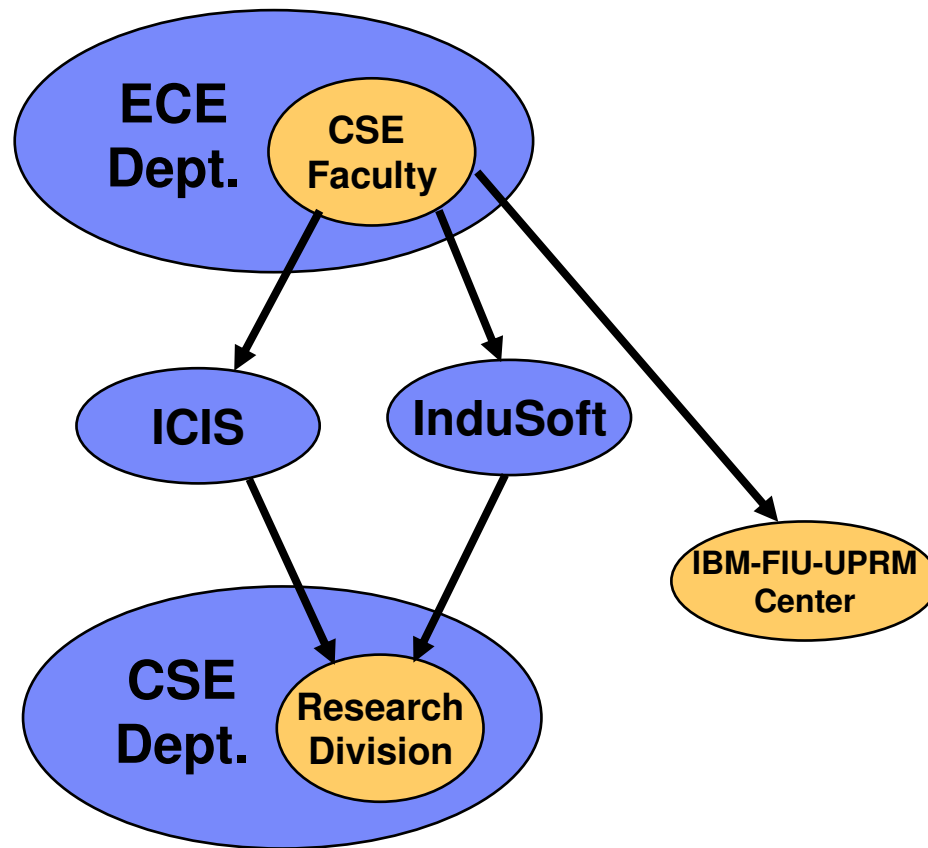 ECE
Dept.
CSE
Faculty
ICIS
InduSoft
IBM-FIU-UPRM
Center
CSE
Dept.
Research
Division